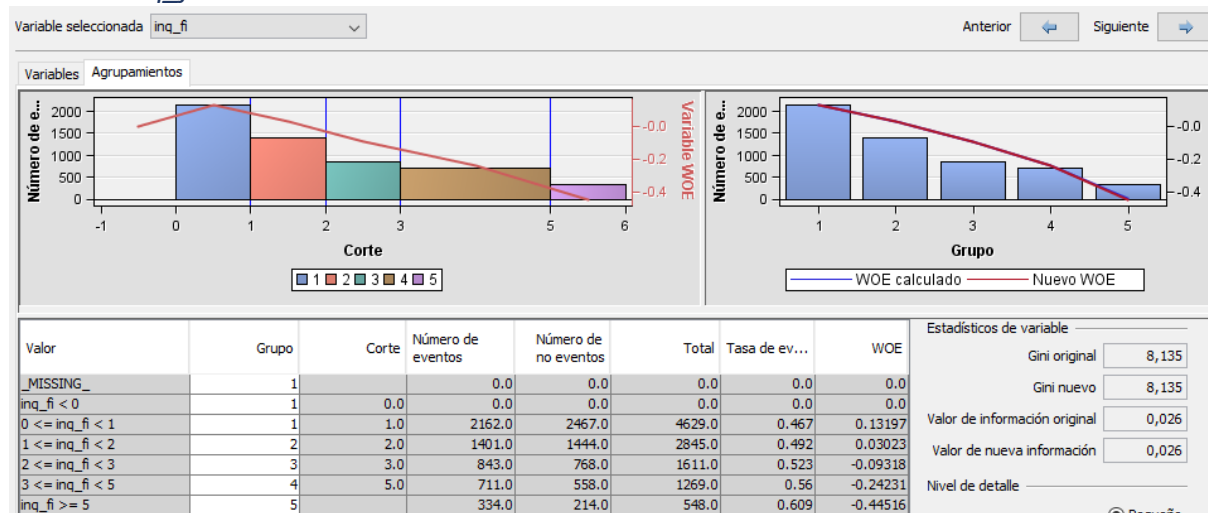 Variable seleccionada inq_fi
Anterior Siguiente
Variables Agrupamientos
Número de e...
2000
1500
1000
500
0
-1 0 1 2 3 5 6
Corte
-0.0
-0.2
-0.4
Variable WOE
1 2 3 4 5
Número de e...
2000
1500
1000
500
0
1 2 3 4 5
Grupo
-0.0
-0.2
-0.4
WOE calculado Nuevo WOE
Valor Grupo Corte Número de eventos Número de no eventos Total Tasa de ev... WOE
_MISSING_ 1 0.0 0.0 0.0 0.0 0.0
inq_fi < 0 1 0.0 0.0 0.0 0.0 0.0 0.0
0 <= inq_fi < 1 1 1.0 2162.0 2467.0 4629.0 0.467 0.13197
1 <= inq_fi < 2 2 2.0 1401.0 1444.0 2845.0 0.492 0.03023
2 <= inq_fi < 3 3 3.0 843.0 768.0 1611.0 0.523 -0.09318
3 <= inq_fi < 5 4 5.0 711.0 558.0 1269.0 0.56 -0.24231
inq_fi >= 5 5 334.0 214.0 548.0 0.609 -0.44516
Estadísticos de variable
Gini original 8,135
Gini nuevo 8,135
Valor de información original 0,026
Valor de nueva información 0,026
Nivel de detalle